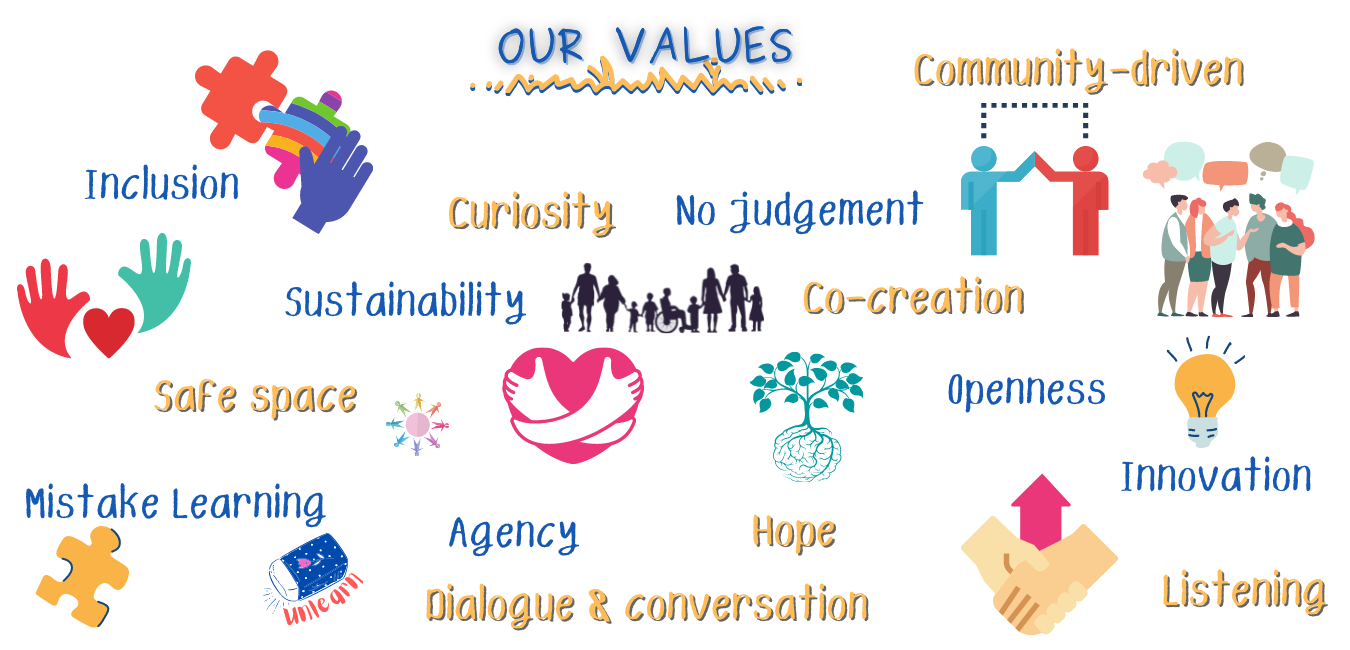 OUR VALUES
Community-driven
Inclusion
Curiosity
No judgement
Sustainability
Co-creation
Safe space
Openness
Innovation
Mistake Learning
Agency
Hope
unlearn
Dialogue & conversation
Listening